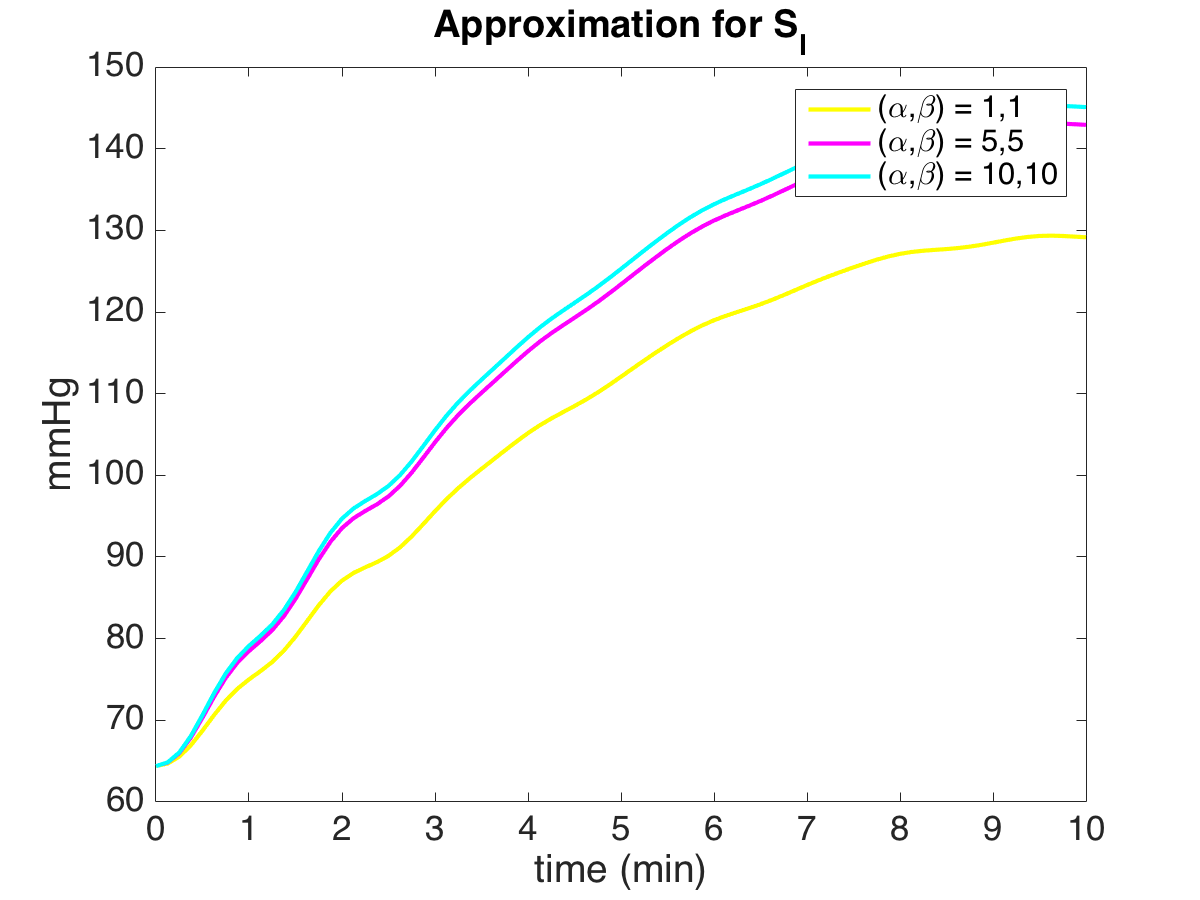 Approximation for S_I
150
140
130
120
110
100
90
80
70
60
mmHg
(α,β) = 1,1
(α,β) = 5,5
(α,β) = 10,10
0 1 2 3 4 5 6 7 8 9 10
time (min)